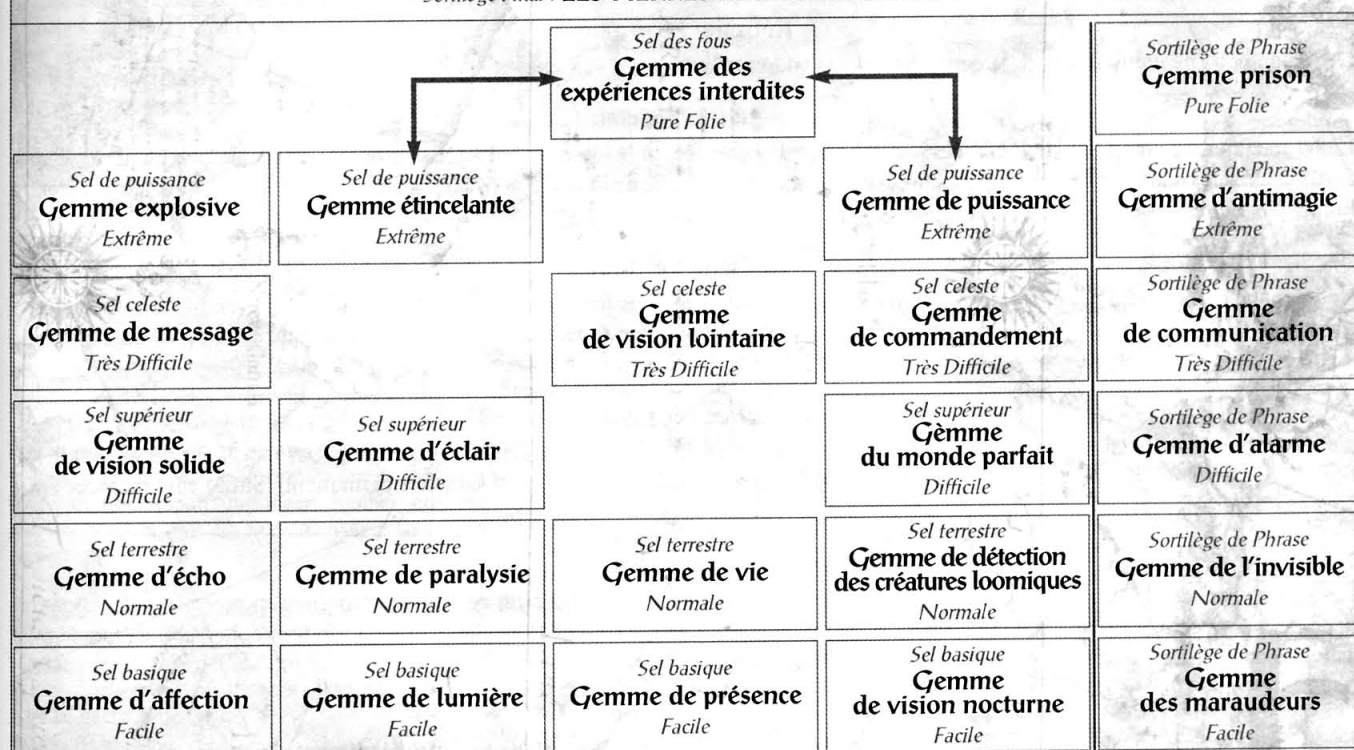 Sel des fous
Gemme des
expériences interdites
Pure Folie
Sortilège de Phrase
Gemme prison
Pure Folie
Sel de puissance
Gemme explosive
Extrême
Sel de puissance
Gemme étincelante
Extrême
Sel de puissance
Gemme de puissance
Extrême
Sortilège de Phrase
Gemme d'antimagie
Extrême
Sel celeste
Gemme de message
Très Difficile
Sel celeste
Gemme
de vision lointaine
Très Difficile
Sel celeste
Gemme
de commandement
Très Difficile
Sortilège de Phrase
Gemme
de communication
Très Difficile
Sel supérieur
Gemme
de vision solide
Difficile
Sel supérieur
Gemme d'éclair
Difficile
Sel supérieur
Gèmme
du monde parfait
Difficile
Sortilège de Phrase
Gemme d'alarme
Difficile
Sel terrestre
Gemme d'écho
Normale
Sel terrestre
Gemme de paralysie
Normale
Sel terrestre
Gemme de vie
Normale
Sel terrestre
Gemme de détection
des créatures loomiques
Normale
Sortilège de Phrase
Gemme de l'invisible
Normale
Sel basique
Gemme d'affection
Facile
Sel basique
Gemme de lumière
Facile
Sel basique
Gemme de présence
Facile
Sel basique
Gemme
de vision nocturne
Facile
Sortilège de Phrase
Gemme
des maraudeurs
Facile